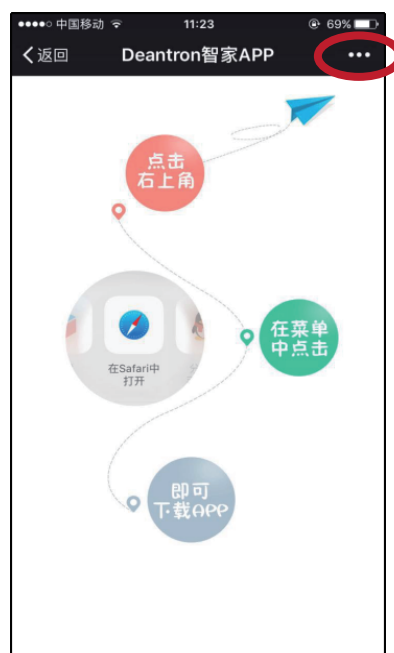 中国移动 11:23 69%
返回 Deantron智家APP
点击
右上角
在菜单
中点击
在Safari中
打开
即可
下载APP